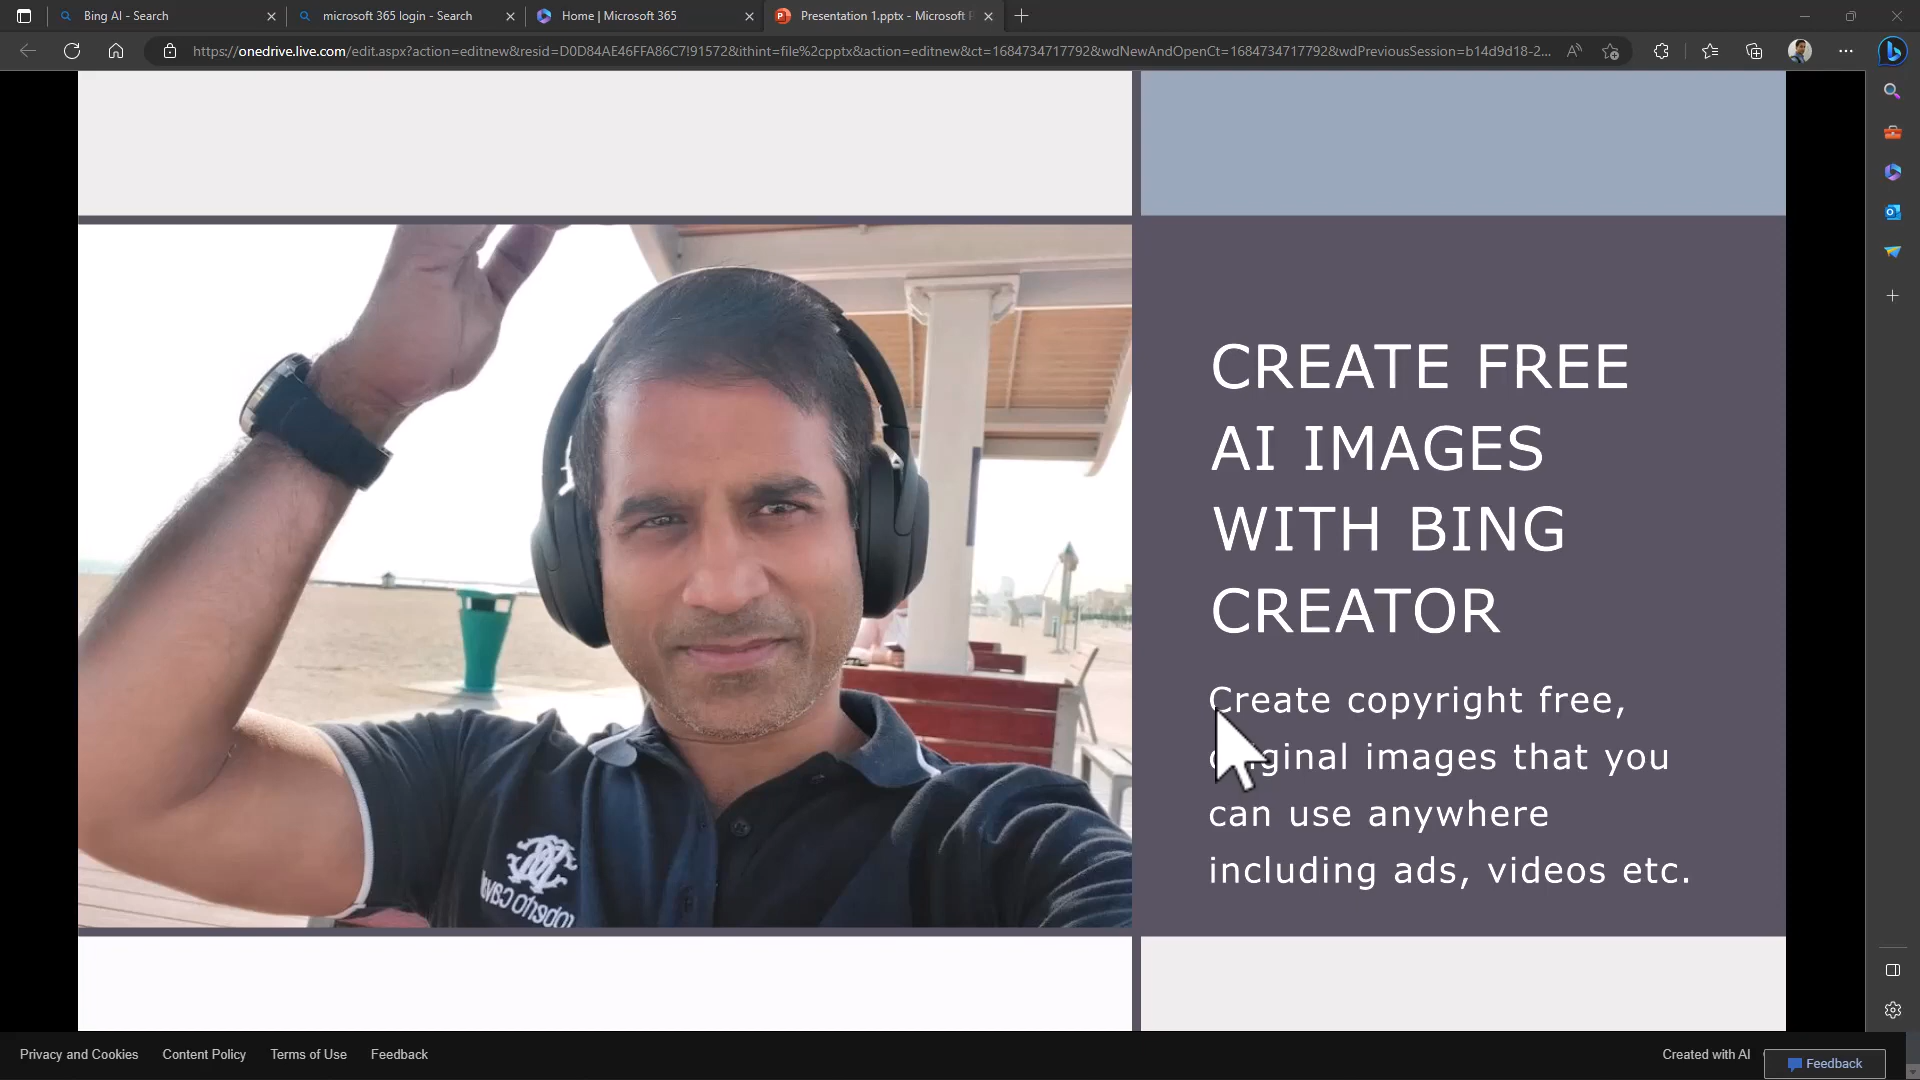 Bing AI - Search
microsoft 365 login - Search
Home | Microsoft 365
Presentation 1.pptx - Microsoft
https://onedrive.live.com/edit.aspx?action=editnew&resid=D0D84AE46FFA86C7!91572&ithint=file%2cpptx&action=editnew&ct=1684734717792&wdNewAndOpenCt=1684734717792&wdPreviousSession=b14d9d18-2...
CREATE FREE
AI IMAGES
WITH BING
CREATOR
Create copyright free,
original images that you
can use anywhere
including ads, videos etc.
Privacy and Cookies
Content Policy
Terms of Use
Feedback
Created with AI
Feedback